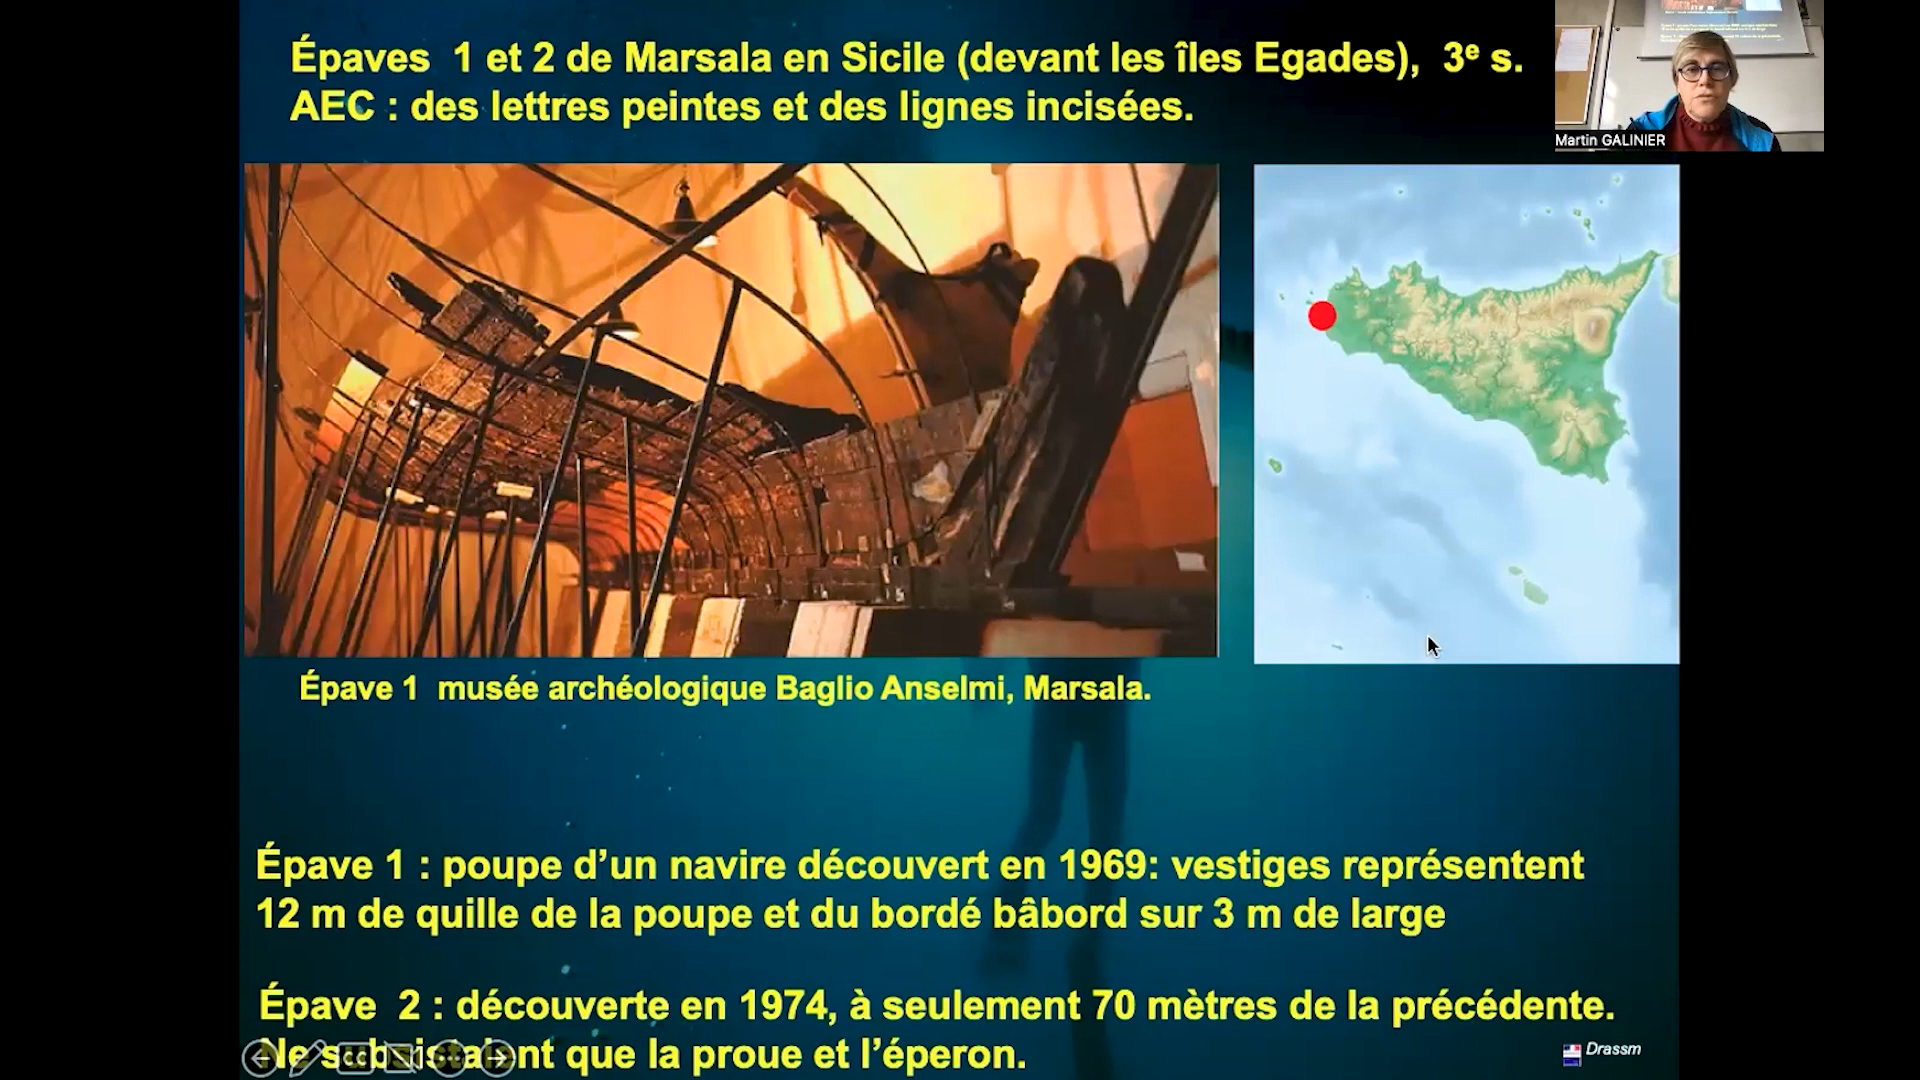 Épaves 1 et 2 de Marsala en Sicile (devant les îles Egades), 3e s.
AEC : des lettres peintes et des lignes incisées.
Martin GALINIER
Épave 1 musée archéologique Baglio Anselmi, Marsala.
Épave 1 : poupe d’un navire découvert en 1969: vestiges représentent
12 m de quille de la poupe et du bordé bâbord sur 3 m de large
Épave 2 : découverte en 1974, à seulement 70 mètres de la précédente.
Ne subsistaient que la proue et l’éperon.
Drassm